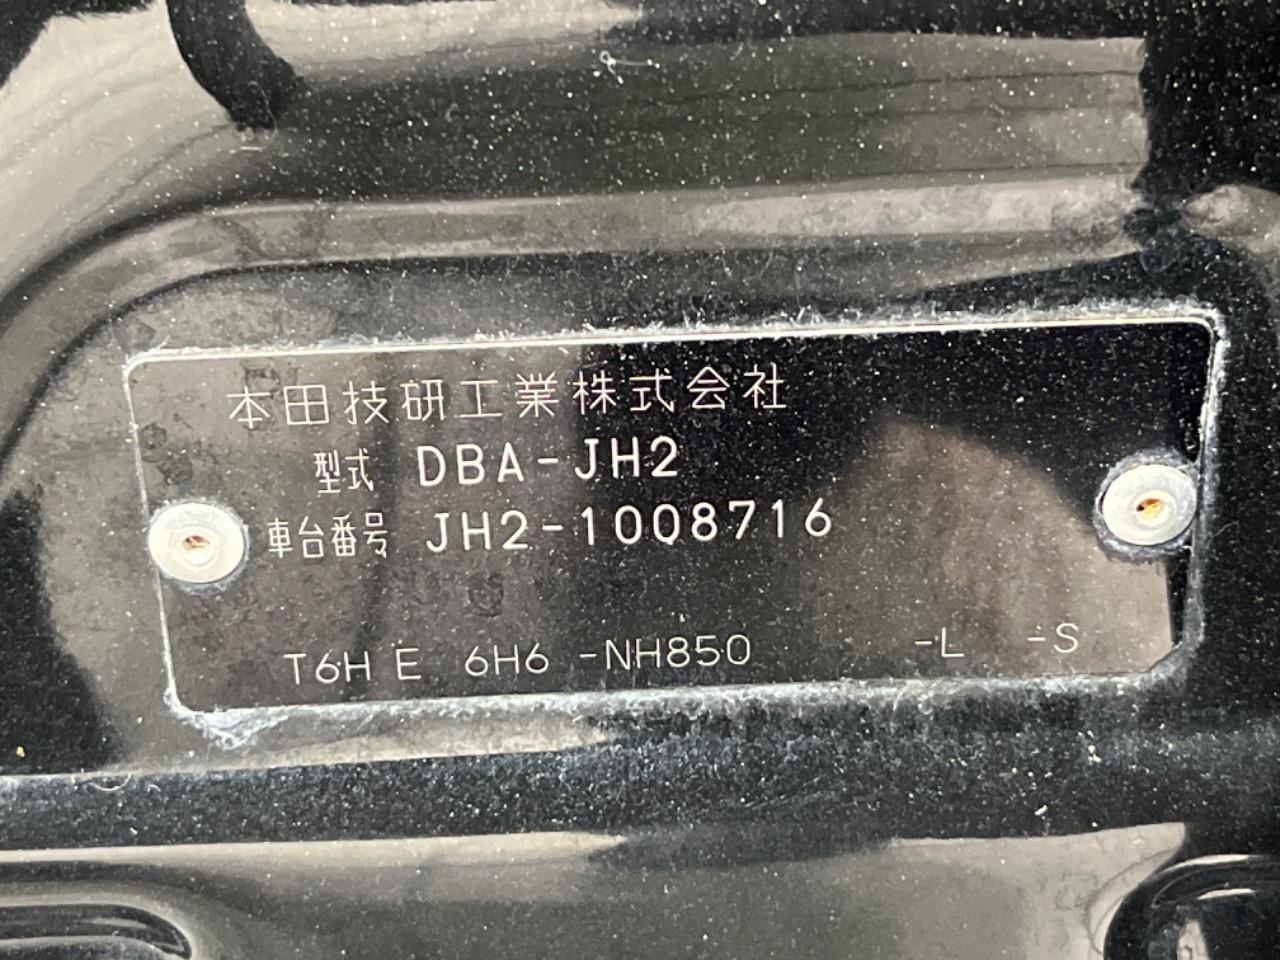 本田技研工業株式会社
型式 DBA-JH2
車台番号 JH2-1008716
T6H E 6H6 -NH850 -L -S